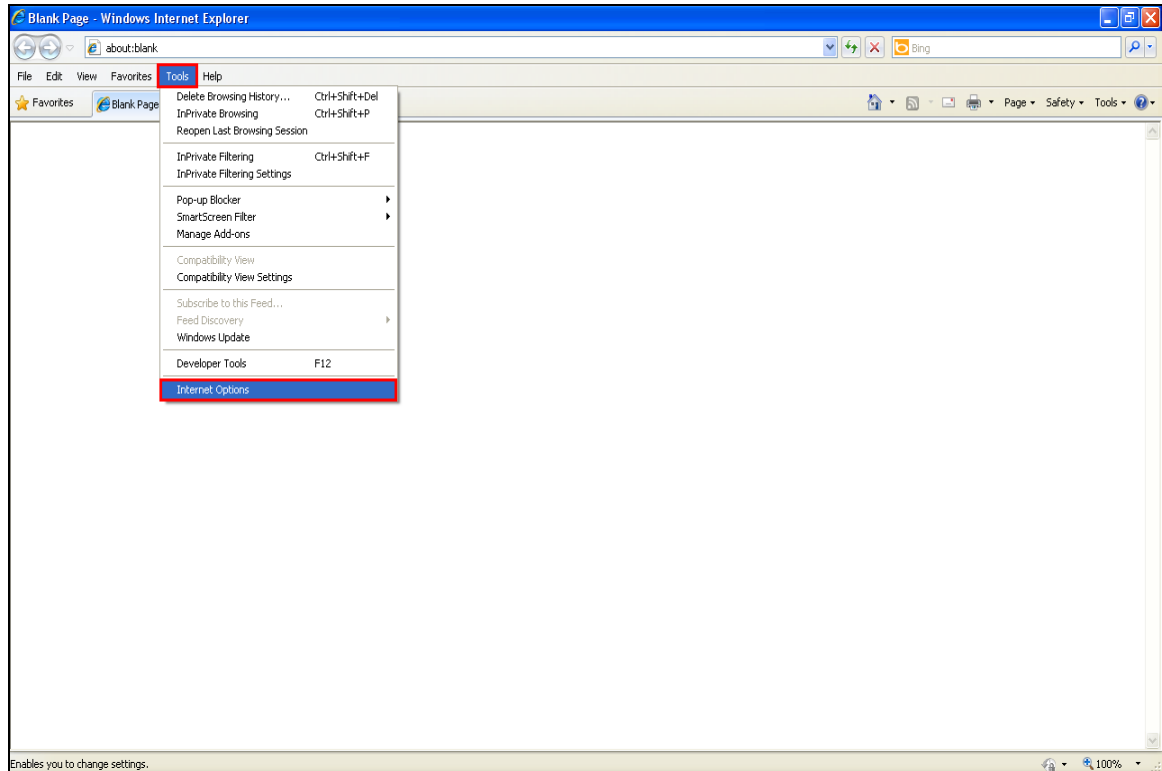 Blank Page - Windows Internet Explorer
about:blank
Bing
File Edit View Favorites Tools Help
Favorites Blank Page
Page Safety Tools
Delete Browsing History... Ctrl+Shift+Del
InPrivate Browsing Ctrl+Shift+P
Reopen Last Browsing Session
InPrivate Filtering Ctrl+Shift+F
InPrivate Filtering Settings
Pop-up Blocker
SmartScreen Filter
Manage Add-ons
Compatibility View
Compatibility View Settings
Subscribe to this Feed...
Feed Discovery
Windows Update
Developer Tools F12
Internet Options
Enables you to change settings.
100%